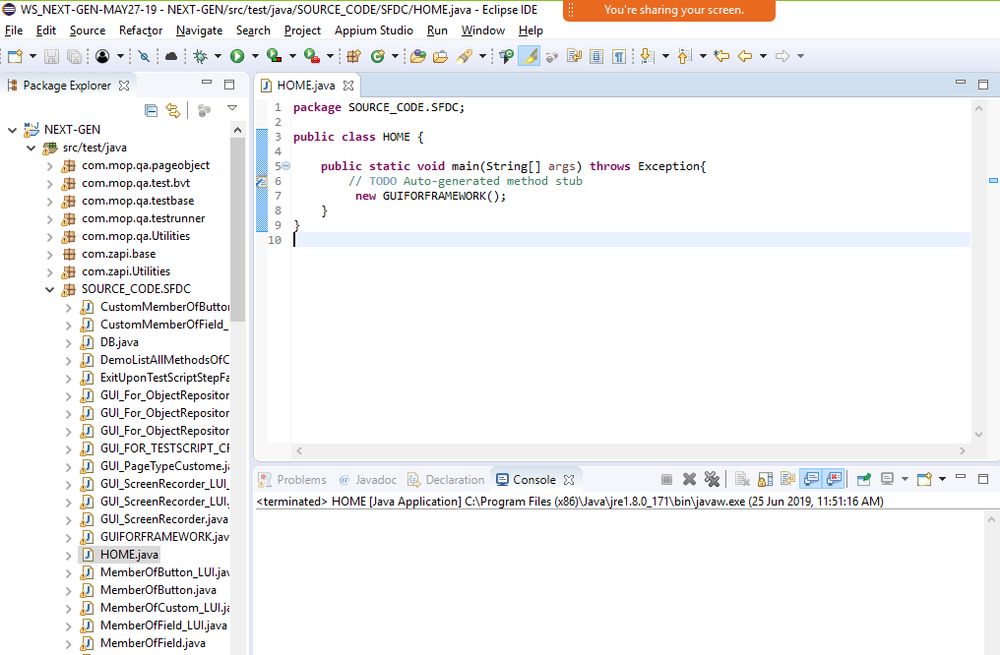 WS_NEXT-GEN-MAY27-19 - NEXT-GEN/src/test/java/SOURCE_CODE/SFDC/HOME.java - Eclipse IDE
You're sharing your screen.
File Edit Source Refactor Navigate Search Project Appium Studio Run Window Help
Package Explorer
NEXT-GEN
src/test/java
com.mop.qa.pageobject
com.mop.qa.test.bvt
com.mop.qa.testbase
com.mop.qa.testrunner
com.mop.qa.Utilities
com.zapi.base
com.zapi.Utilities
SOURCE_CODE.SFDC
CustomMemberOfButton
CustomMemberOfField_
DB.java
DemoListAllMethodsOfC
ExitUponTestScriptStepFa
GUI_For_ObjectRepositor
GUI_For_ObjectRepositor
GUI_For_ObjectRepositor
GUI_FOR_TESTSCRIPT_CR
GUI_PageTypeCustome.ja
GUI_ScreenRecorder_LUI_
GUI_ScreenRecorder_LUI.
GUI_ScreenRecorder.java
GUIFORFRAMEWORK.jav
HOME.java
MemberOfButton_LUI.jav
MemberOfButton.java
MemberOfCustom_LUI.ja
MemberOfField_LUI.java
MemberOfField.java
HOME.java
1 package SOURCE_CODE.SFDC;
2
3 public class HOME {
4
5 public static void main(String[] args) throws Exception{
6 // TODO Auto-generated method stub
7 new GUIFORFRAMEWORK();
8 }
9 }
10
Problems @ Javadoc Declaration Console
<terminated> HOME [Java Application] C:\Program Files (x86)\Java\jre1.8.0_171\bin\javaw.exe (25 Jun 2019, 11:51:16 AM)